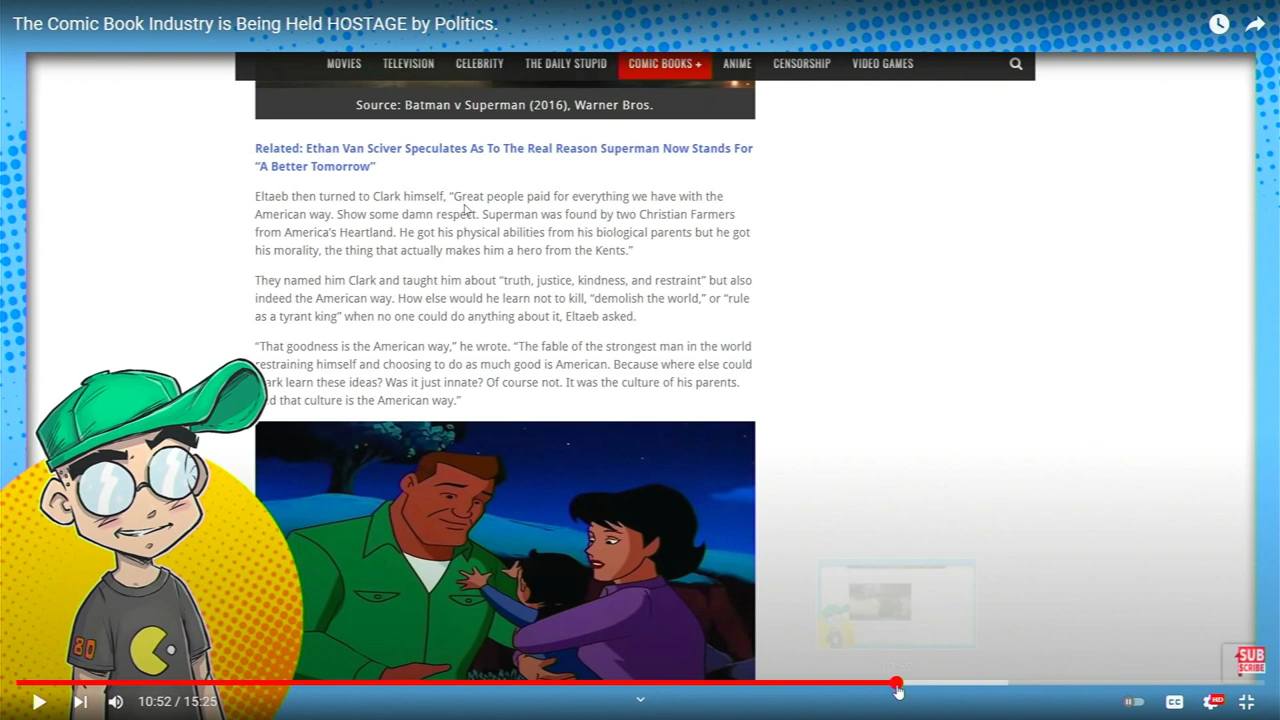 The Comic Book Industry is Being Held HOSTAGE by Politics.
MOVIES TELEVISION CELEBRITY THE DAILY STUPID COMIC BOOKS + ANIME CENSORSHIP VIDEO GAMES
Source: Batman v Superman (2016), Warner Bros.
Related: Ethan Van Sciver Speculates As To The Real Reason Superman Now Stands For
“A Better Tomorrow”
Eltaeb then turned to Clark himself, “Great people paid for everything we have with the
American way. Show some damn respect. Superman was found by two Christian Farmers
from America’s Heartland. He got his physical abilities from his biological parents but he got
his morality, the thing that actually makes him a hero from the Kents.”
They named him Clark and taught him about “truth, justice, kindness, and restraint” but also
indeed the American way. How else would he learn not to kill, “demolish the world,” or “rule
as a tyrant king” when no one could do anything about it, Eltaeb asked.
“That goodness is the American way,” he wrote. “The fable of the strongest man in the world
restraining himself and choosing to do as much good is American. Because where else could
ark learn these ideas? Was it just innate? Of course not. It was the culture of his parents.
d that culture is the American way.”
80
SUB
SCRIBE
10:52 / 15:25
CC
HD